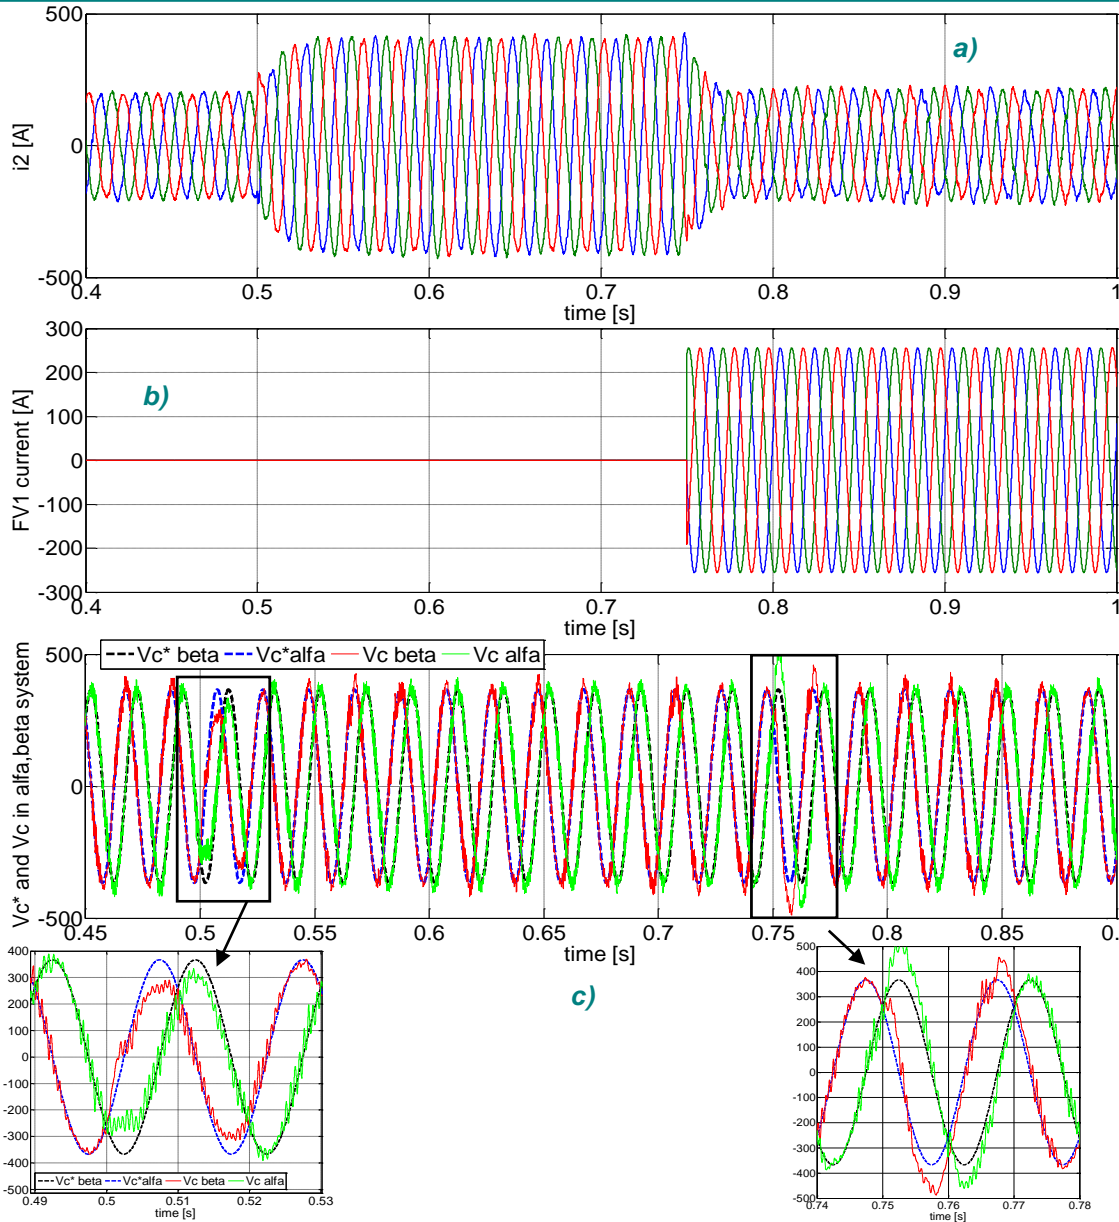 500
a)
i2 [A]
0
-500
0.4 0.5 0.6 0.7 0.8 0.9 1
time [s]
300
200
b)
100
FV1 current [A]
0
-100
-200
-300
0.4 0.5 0.6 0.7 0.8 0.9 1
time [s]
Vc* and Vc in alfa,beta system
Vc* beta Vc*alfa Vc beta Vc alfa
500
0
-500
0.45 0.5 0.55 0.6 0.65 0.7 0.75 0.8 0.85
time [s]
c)
400
300
200
100
0
-100
-200
-300
-400
-500
Vc* beta Vc*alfa Vc beta Vc alfa
0.49 0.5 0.51 0.52 0.53
time [s]
500
400
300
200
100
0
-100
-200
-300
-400
-500
0.74 0.75 0.76 0.77 0.78
time [s]